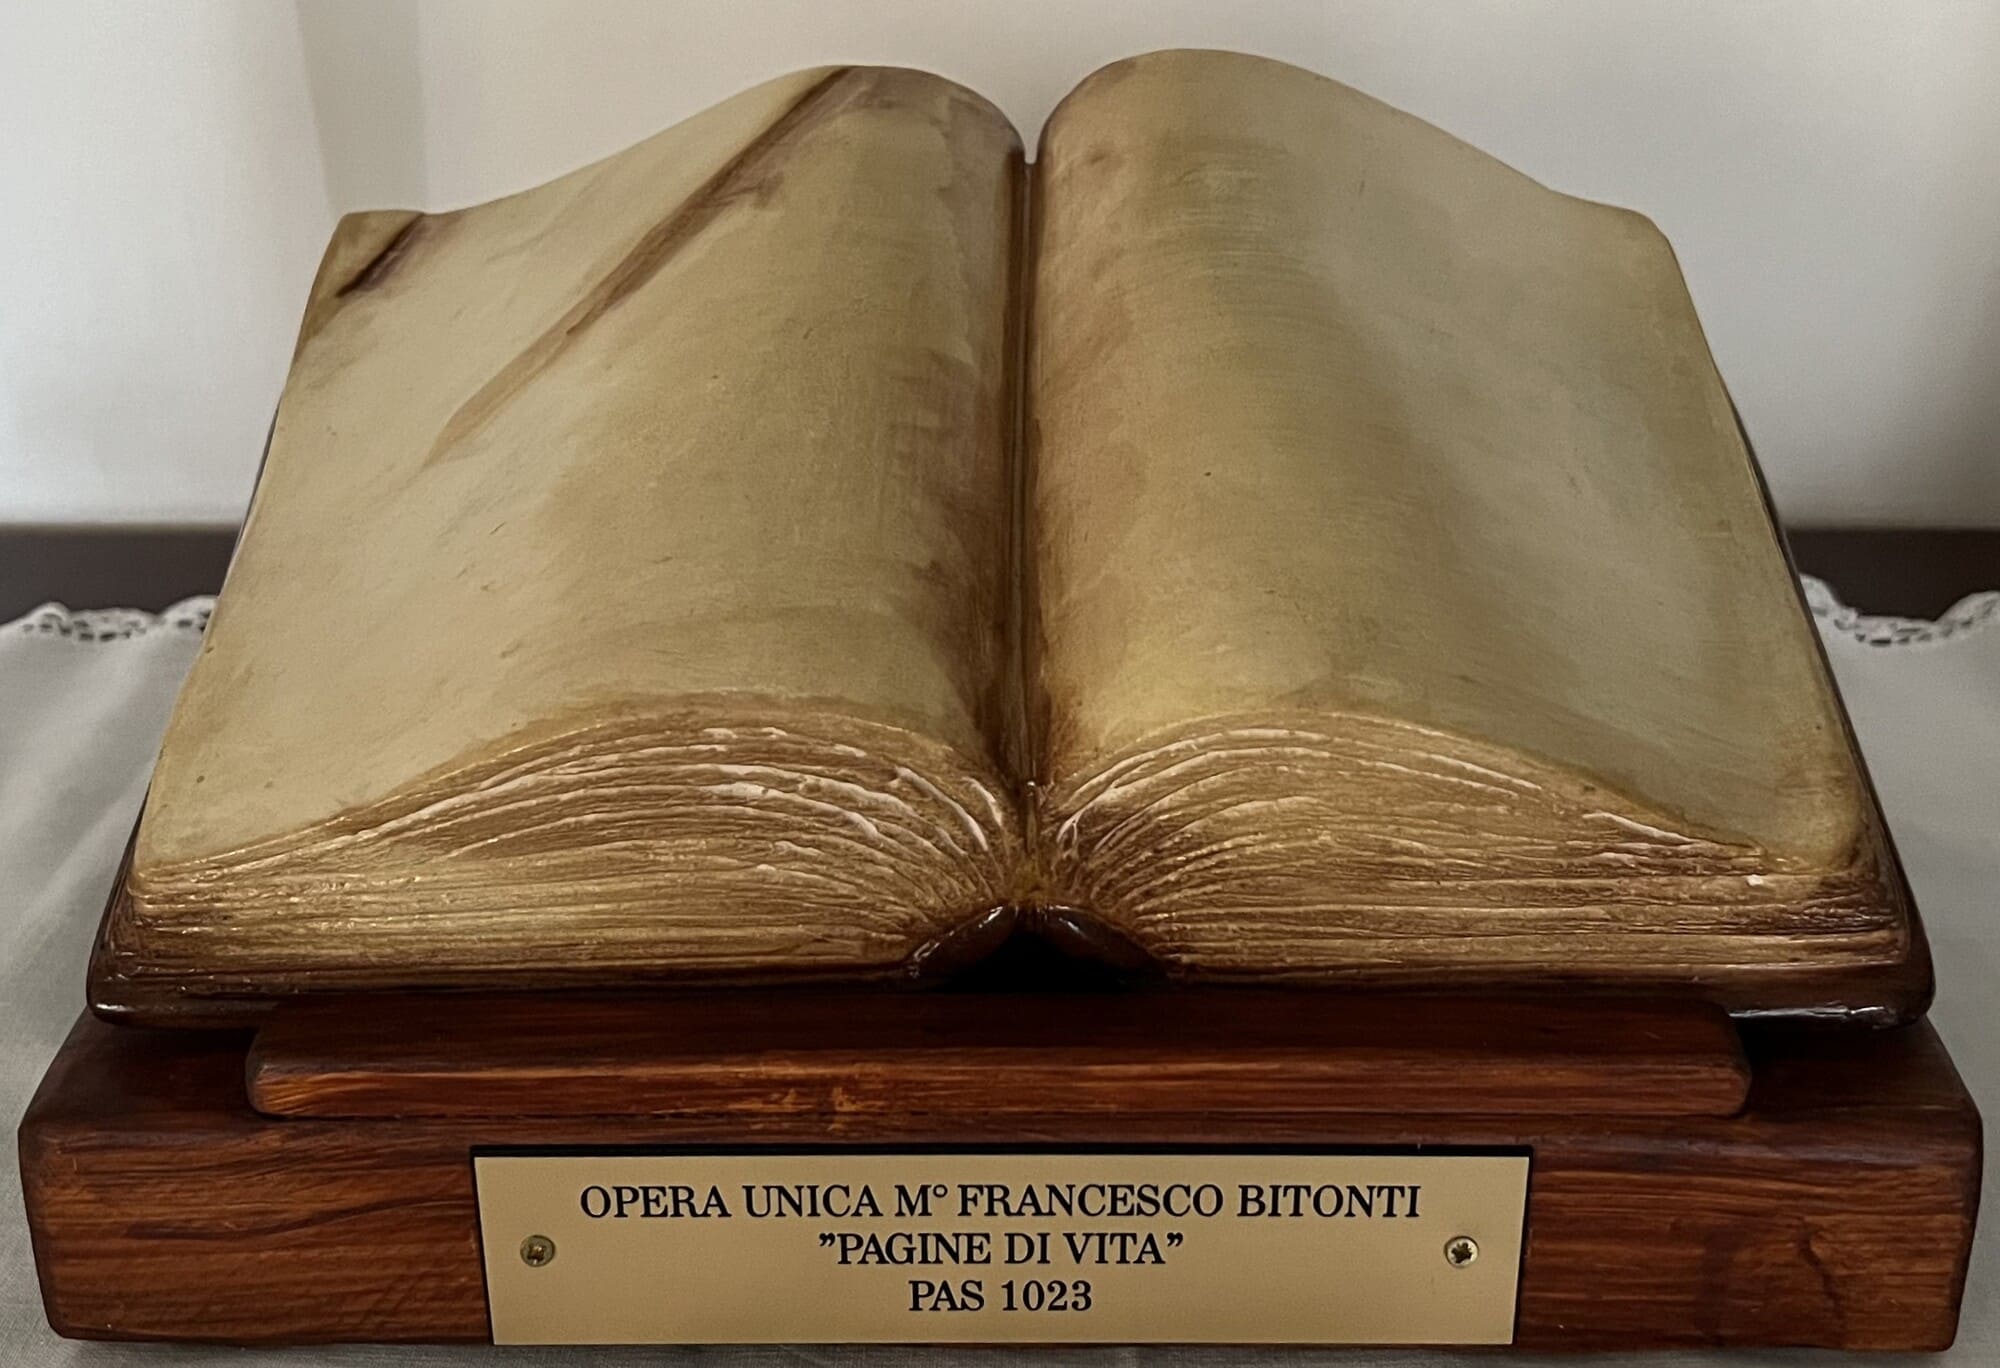 OPERA UNICA M° FRANCESCO BITONTI
”PAGINE DI VITA”
PAS 1023